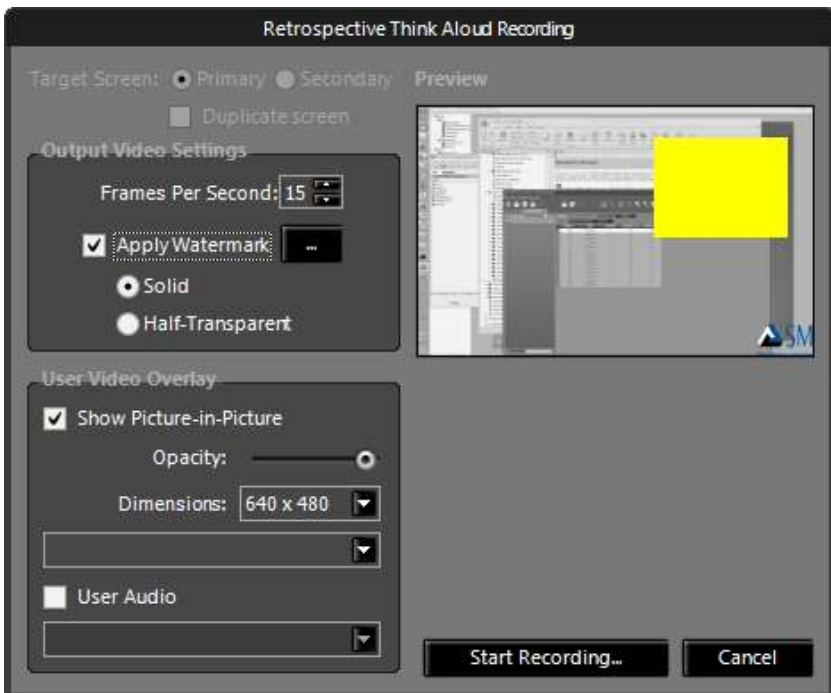 Retrospective Think Aloud Recording
Target Screen: Primary Secondary
Duplicate screen
Output Video Settings
Frames Per Second: 15
Apply Watermark ...
Solid
Half-Transparent
User Video Overlay
Show Picture-in-Picture
Opacity:
Dimensions: 640 x 480
User Audio
Preview
SM
Start Recording... Cancel